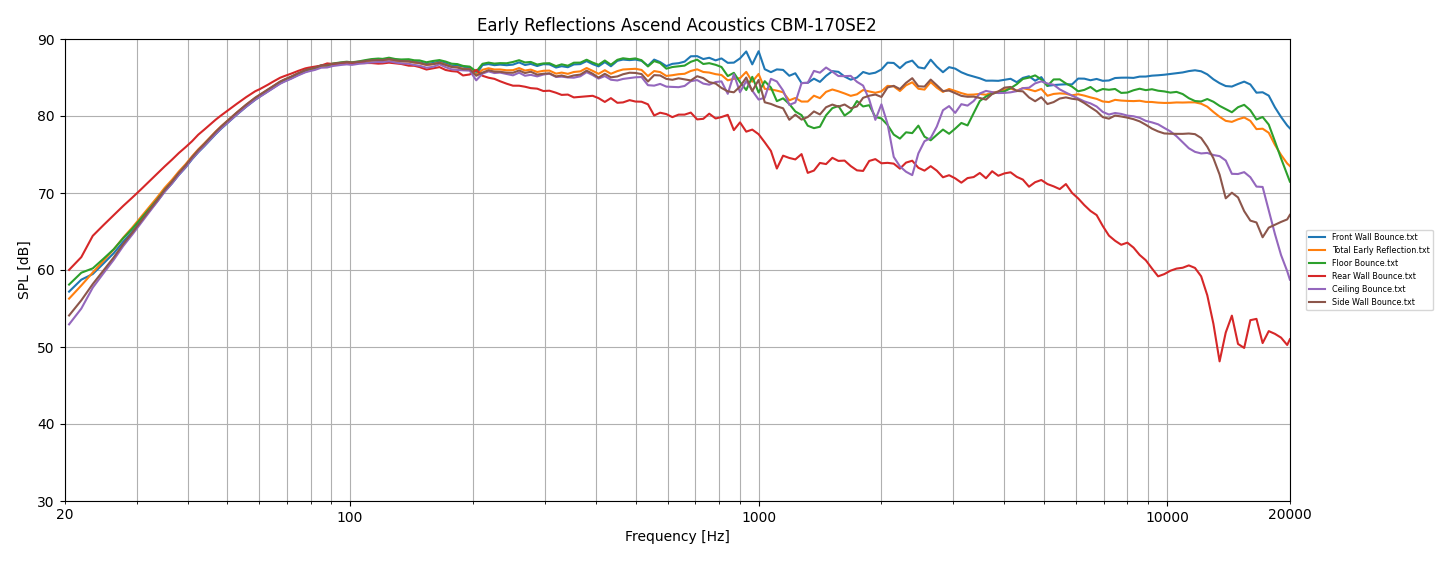 Early Reflections Ascend Acoustics CBM-170SE2
90
80
70
60
50
40
30
SPL [dB]
20
100
1000
10000
20000
Frequency [Hz]
Front Wall Bounce.txt
Total Early Reflection.txt
Floor Bounce.txt
Rear Wall Bounce.txt
Ceiling Bounce.txt
Side Wall Bounce.txt